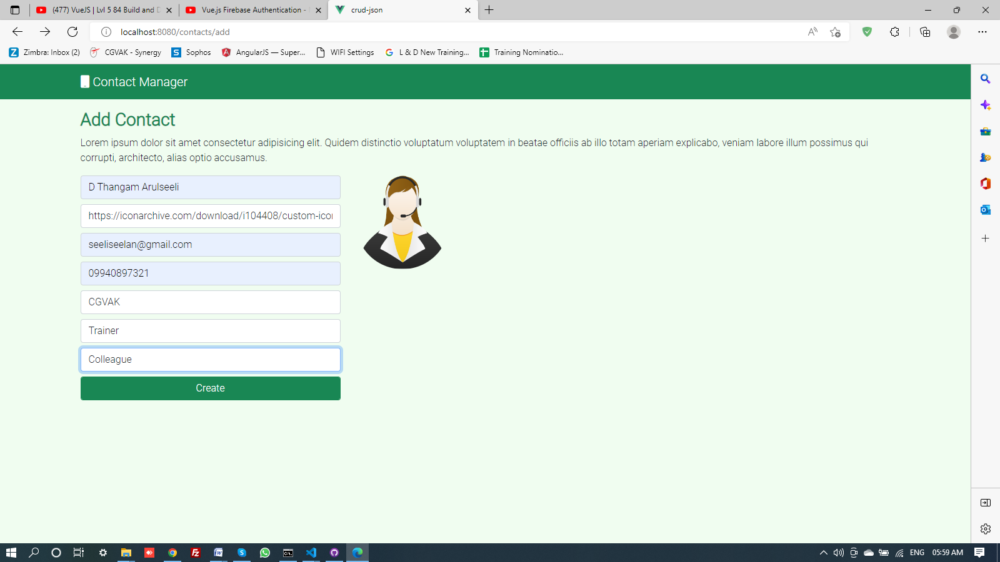 (477) VueJS | Lvl 5 84 Build and D
Vue.js Firebase Authentication -
crud-json
localhost:8080/contacts/add
Zimbra: Inbox (2)
CGVAK - Synergy
Sophos
AngularJS — Super...
WIFI Settings
L & D New Training...
Training Nominatio...
Contact Manager
Add Contact
Lorem ipsum dolor sit amet consectetur adipisicing elit. Quidem distinctio voluptatum voluptatem in beatae officiis ab illo totam aperiam explicabo, veniam labore illum possimus qui
corrupti, architecto, alias optio accusamus.
D Thangam Arulseeli
https://iconarchive.com/download/i104408/custom-icon
seeliseelan@gmail.com
09940897321
CGVAK
Trainer
Colleague
Create
ENG
05:59 AM